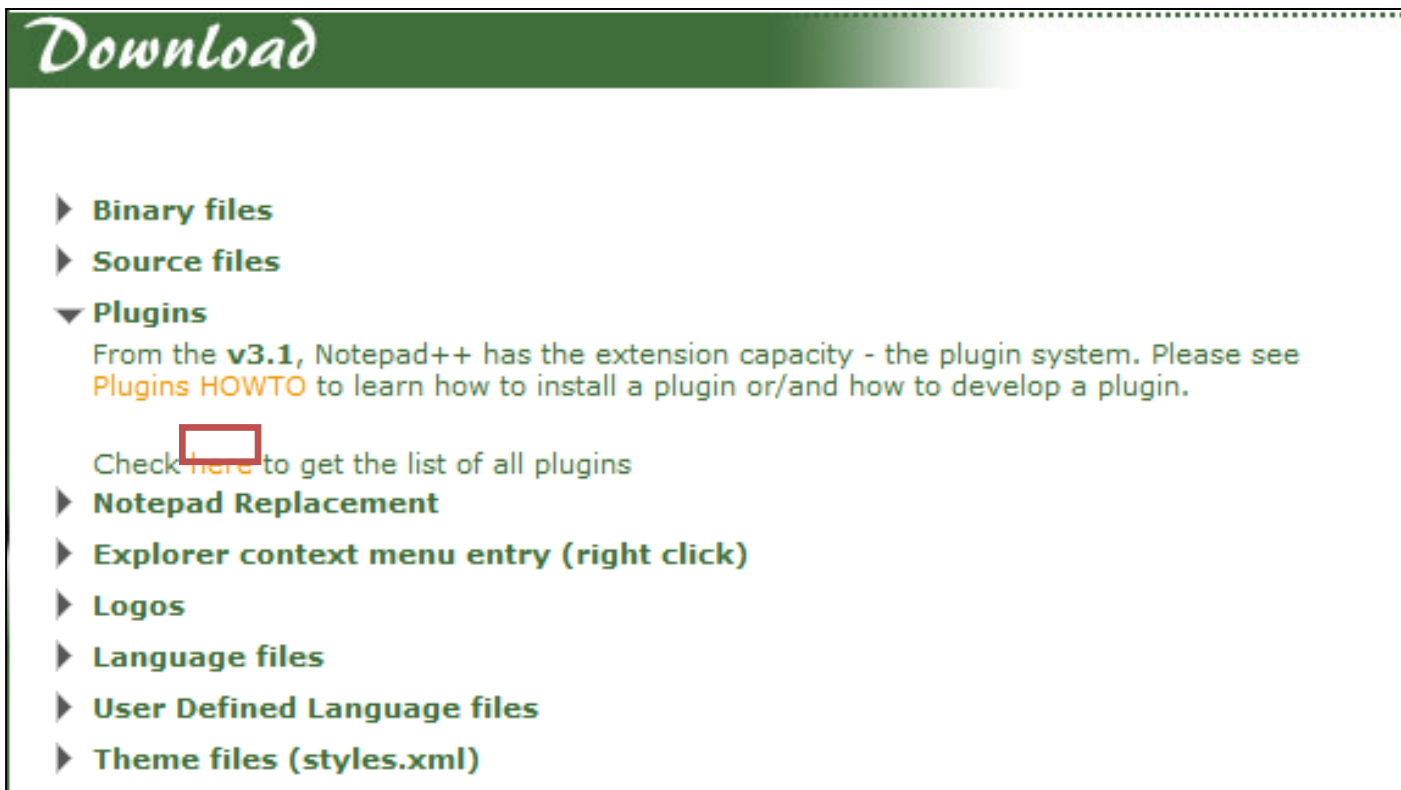 Download
Binary files
Source files
Plugins
From the v3.1, Notepad++ has the extension capacity - the plugin system. Please see
Plugins HOWTO to learn how to install a plugin or/and how to develop a plugin.
Check here to get the list of all plugins
Notepad Replacement
Explorer context menu entry (right click)
Logos
Language files
User Defined Language files
Theme files (styles.xml)